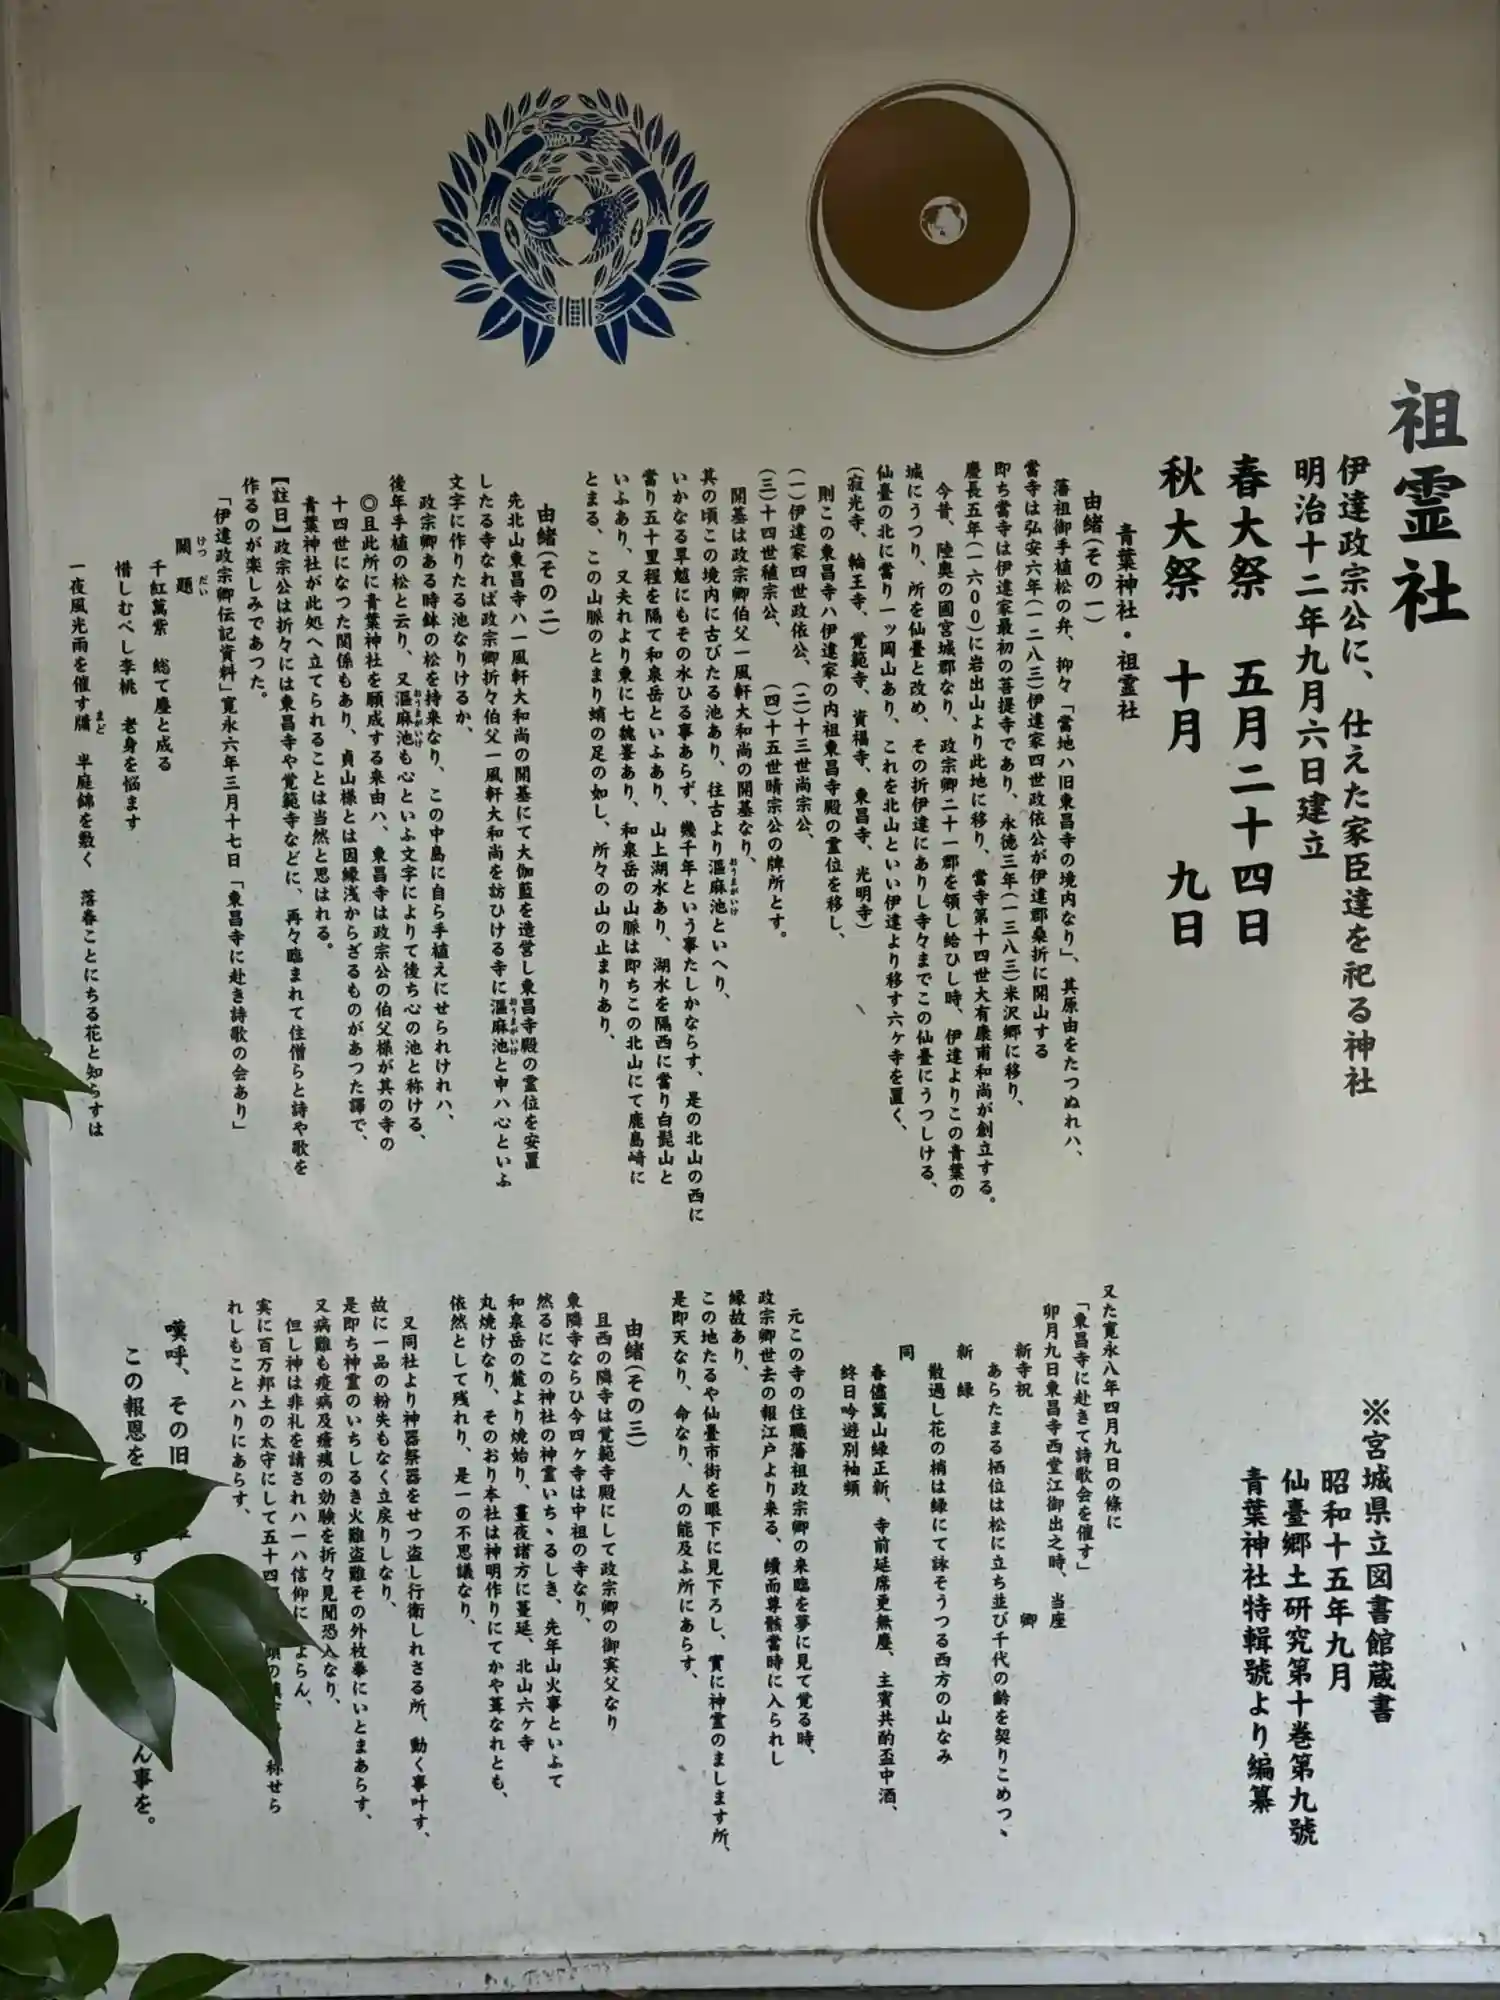 祖霊社
伊達政宗公に、仕えた家臣達を祀る神社
明治十二年九月六日建立
春大祭 五月二十四日
秋大祭 十月 九日
青葉神社・祖霊社
由緒(その一)
藩祖御手植松の弁、抑々「當地ハ旧東昌寺の境内なり」、其原由をたつぬれハ、
當寺は弘安六年(一二八三)伊達家四世政依公が伊達郡桑折に開山する
即ち當寺は伊達家最初の菩提寺であり、永徳三年(一三八三)米沢郷に移り、
慶長五年(一六〇〇)に岩出山より此地に移り、當寺第十四世大有康甫和尚が創立する。
今昔、陸奥の國宮城郡なり、政宗卿二十一郡を領し給ひし時、伊達よりこの青葉の
城にうつり、所を仙臺と改め、その折伊達にありし寺々までこの仙臺にうつしける、
仙臺の北に當り一ッ岡山あり、これを北山といい伊達より移す六ヶ寺を置く、
(寂光寺、輪王寺、覚範寺、資福寺、東昌寺、光明寺)
則この東昌寺ハ伊達家の内祖東昌寺殿の霊位を移し、
(一)伊達家四世政依公、(二)十三世尚宗公、
(三)十四世稙宗公、 (四)十五世晴宗公の牌所とす。
開基は政宗卿伯父一風軒大和尚の開基なり、
其の頃この境内に古びたる池あり、往古より漚麻池といへり、
おうまがいけ
いかなる旱魃にもその水ひる事あらず、幾千年という事たしかならす、是の北山の西に
當り五十里程を隔て和泉岳といふあり、山上湖水あり、湖水を隔西に當り白髭山と
いふあり、又夫れより東に七魏峯あり、和泉岳の山脈は即ちこの北山にて鹿島崎に
とまる、この山脈のとまり蛸の足の如し、所々の山の止まりあり、
由緒(その二)
先北山東昌寺ハ一風軒大和尚の開基にて大伽藍を造営し東昌寺殿の霊位を安置
したる寺なれば政宗卿折々伯父一風軒大和尚を訪ひける寺に漚麻池と申ハ心といふ
おうまがいけ
文字に作りたる池なりけるか、
政宗卿ある時鉢の松を持来なり、この中島に自ら手植えにせられけれハ、
後年手植の松と云り、又漚麻池も心といふ文字によりて後ち心の池と称ける、
おうまがいけ
◎且此所に青葉神社を願成する来由ハ、東昌寺は政宗公の伯父様が其の寺の
十四世になった関係もあり、貞山様とは因縁浅からざるものがあつた譯で、
青葉神社が此処へ立てられることは当然と思はれる。
【註日】政宗公は折々には東昌寺や覚範寺などに、再々臨まれて住僧らと詩や歌を
作るのが楽しみであつた。
「伊達政宗卿伝記資料」寛永六年三月十七日「東昌寺に赴き詩歌の会あり」
けつ だい
闕 題
千紅萬紫 総て塵と成る
惜しむべし李桃 老身を悩ます
一夜風光雨を催す牗 半庭錦を敷く 落春ことにちる花と知らすは
まど
※宮城県立図書館蔵書
昭和十五年九月
仙臺郷土研究第十巻第九號
青葉神社特輯號より編纂
又た寛永八年四月九日の條に
「東昌寺に赴きて詩歌会を催す」
卯月九日東昌寺西堂江御出之時、当座
新寺祝 卿
あらたまる栖位は松に立ち並び千代の齢を契りこめつゝ
新 緑
散過し花の梢は緑にて詠そうつる西方の山なみ
同
春儘萬山緑正新、寺前延席更無塵、主賓共酌盃中酒、
終日吟遊別袖頻
元この寺の住職藩祖政宗卿の来臨を夢に見て覚る時、
政宗卿世去の報江戸より来る、續而尊骸當時に入られし
縁故あり、
この地たるや仙臺市街を眼下に見下ろし、實に神霊のまします所、
是即天なり、命なり、人の能及ふ所にあらす、
由緒(その三)
且西の隣寺は覚範寺殿にして政宗卿の御実父なり
東隣寺ならひ今四ヶ寺は中祖の寺なり、
然るにこの神社の神霊いちゝるしき、先年山火事といふて
和泉岳の麓より焼始り、晝夜諸方に蔓延、北山六ヶ寺
丸焼けなり、そのおり本社は神明作りにてかや葺なれとも、
依然として残れり、是一の不思議なり、
又同社より神器祭器をせつ盗し行衛しれさる所、動く事叶す、
故に一品の粉失もなく立戻りしなり、
是即ち神霊のいちしるき火難盗難その外枚挙にいとまあらす、
又病難も疫病及瘡痍の効験を折々見聞恐入なり、
但し神は非礼を請されハ一ハ信仰に よらん、
実に百万邦土の太守にして五十四 称せら
れしもことハりにあらす。
嘆呼、その旧
この報恩を ん事を。